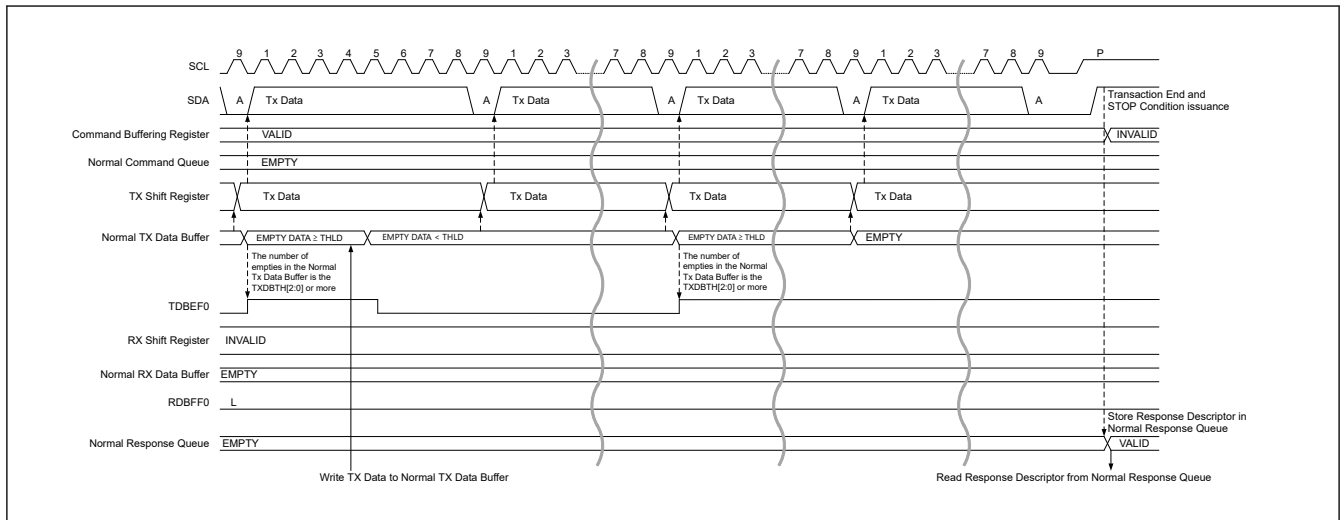 9 1 2 3 4 5 6 7 8 9 1 2 3 7 8 9 1 2 3 7 8 9 1 2 3 7 8 9 P
SCL
SDA A Tx Data A Tx Data A Tx Data A Tx Data A
Transaction End and
STOP Condition issuance
Command Buffering Register VALID INVALID
Normal Command Queue EMPTY
TX Shift Register Tx Data Tx Data Tx Data Tx Data
Normal TX Data Buffer EMPTY DATA ≥ THLD EMPTY DATA < THLD EMPTY DATA ≥ THLD EMPTY
The number of
empties in the Normal
Tx Data Buffer is the
TXDBTH[2:0] or more
The number of
empties in the Normal
Tx Data Buffer is the
TXDBTH[2:0] or more
TDBEF0
RX Shift Register INVALID
Normal RX Data Buffer EMPTY
RDBFF0 L
Store Response Descriptor in
Normal Response Queue
Normal Response Queue EMPTY VALID
Write TX Data to Normal TX Data Buffer
Read Response Descriptor from Normal Response Queue